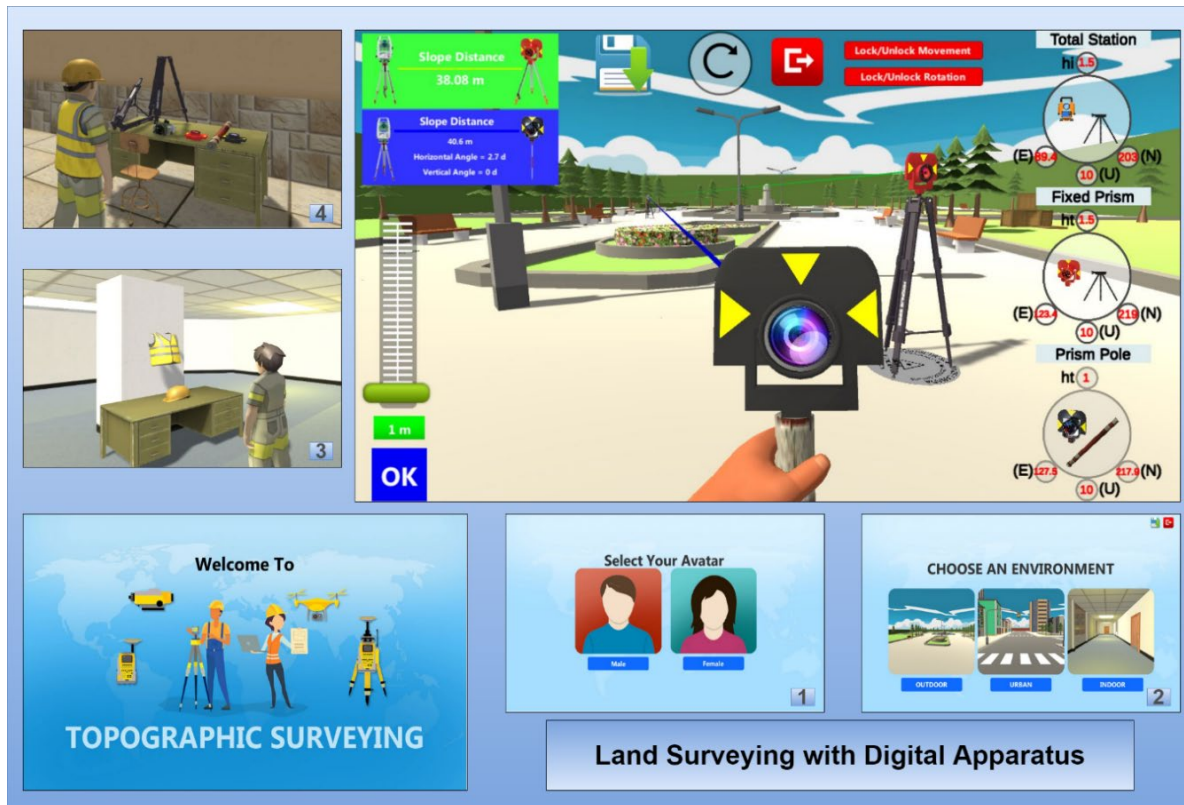 4
Slope Distance
38.08 m
Slope Distance
40.6 m
Horizontal Angle = 2.7 d
Vertical Angle = 0 d
Lock/Unlock Movement
Lock/Unlock Rotation
Total Station
hi 1.5
(E) 89.4 203 (N)
10 (U)
Fixed Prism
ht 1.5
(E) 123.4 219 (N)
10 (U)
Prism Pole
ht 1
(E) 127.5 217.9 (N)
10 (U)
1 m
OK
3
Welcome To
TOPOGRAPHIC SURVEYING
Select Your Avatar
Male Female
1
CHOOSE AN ENVIRONMENT
OUTDOOR URBAN INDOOR
2
Land Surveying with Digital Apparatus